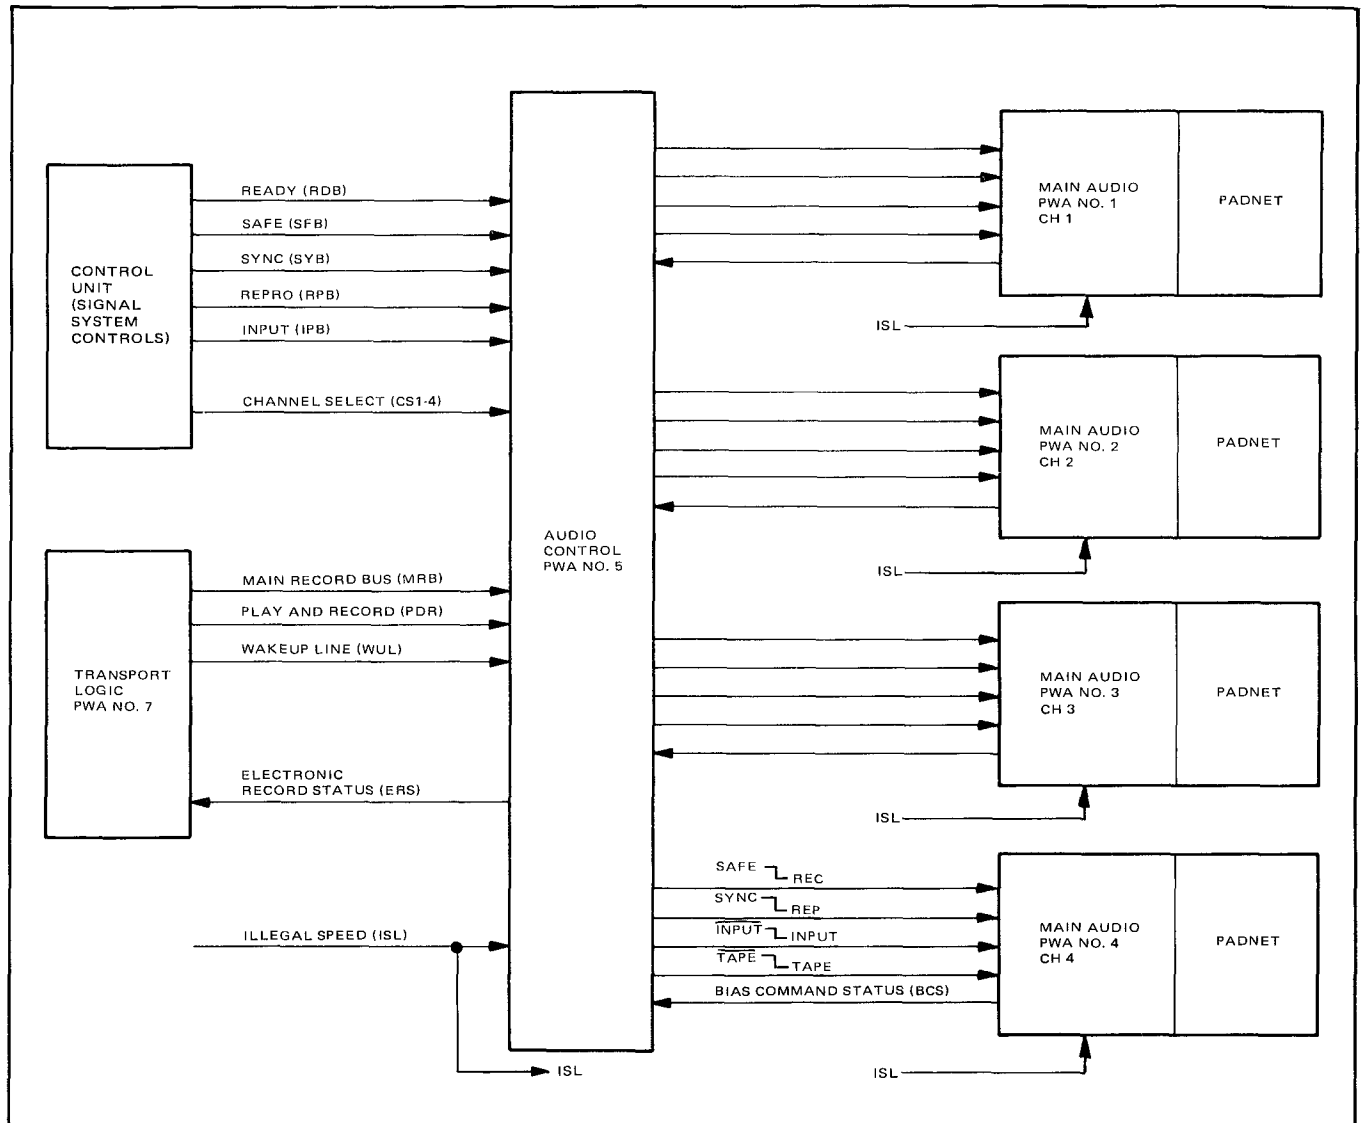 CONTROL
UNIT
(SIGNAL
SYSTEM
CONTROLS)
READY (RDB)
SAFE (SFB)
SYNC (SYB)
REPRO (RPB)
INPUT (IPB)
CHANNEL SELECT (CS1-4)
TRANSPORT
LOGIC
PWA NO. 7
MAIN RECORD BUS (MRB)
PLAY AND RECORD (PDR)
WAKEUP LINE (WUL)
ELECTRONIC
RECORD STATUS (ERS)
ILLEGAL SPEED (ISL)
ISL
AUDIO
CONTROL
PWA NO. 5
MAIN AUDIO
PWA NO. 1
CH 1
PADNET
ISL
MAIN AUDIO
PWA NO. 2
CH 2
PADNET
ISL
MAIN AUDIO
PWA NO. 3
CH 3
PADNET
ISL
SAFE REC
SYNC REP
INPUT INPUT
TAPE TAPE
BIAS COMMAND STATUS (BCS)
MAIN AUDIO
PWA NO. 4
CH 4
PADNET
ISL